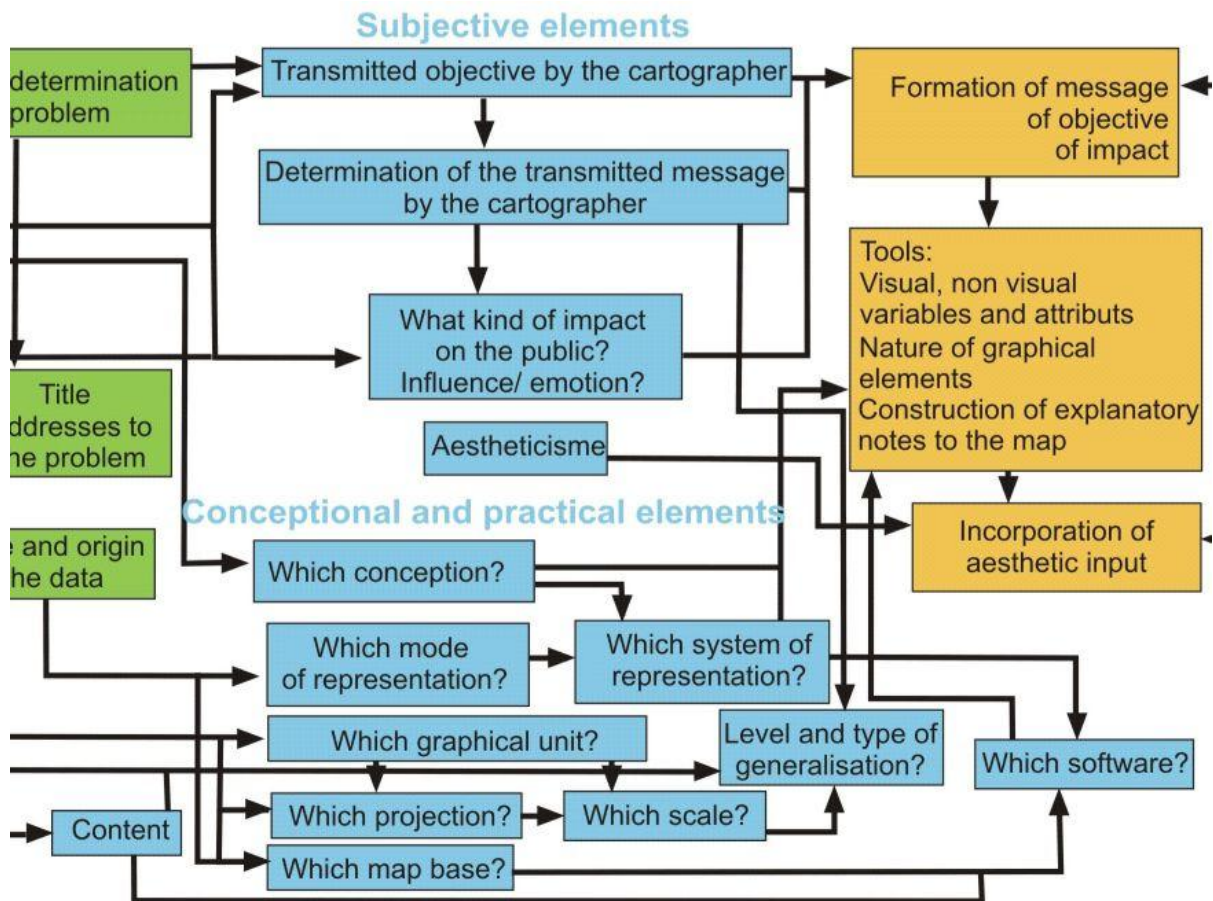 Subjective elements
determination
problem
Transmitted objective by the cartographer
Formation of message
of objective
of impact
Determination of the transmitted message
by the cartographer
What kind of impact
on the public?
Influence/ emotion?
Tools:
Visual, non visual
variables and attributs
Nature of graphical
elements
Construction of explanatory
notes to the map
Title
ddresses to
ne problem
Aestheticisme
Conceptional and practical elements
e and origin
he data
Which conception?
Incorporation of
aesthetic input
Which mode
of representation?
Which system of
representation?
Which graphical unit?
Level and type of
generalisation?
Which software?
Content
Which projection?
Which scale?
Which map base?